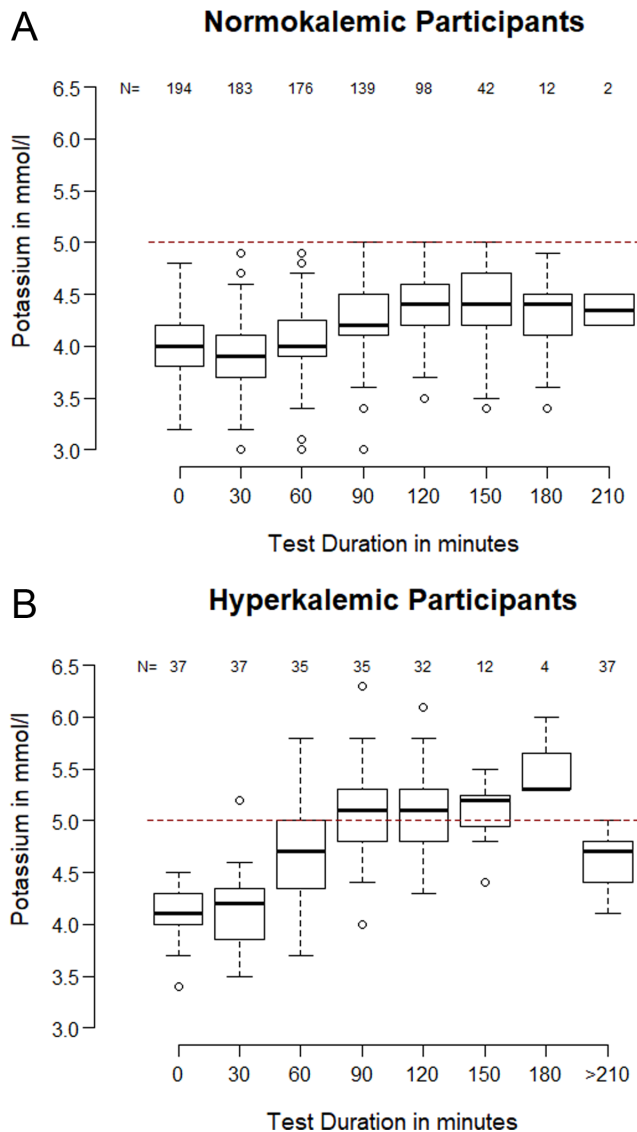 A
Normokalemic Participants
N= 194 183 176 139 98 42 12 2
6.5
6.0
5.5
5.0
4.5
4.0
3.5
3.0
Potassium in mmol/l
0 30 60 90 120 150 180 210
Test Duration in minutes
B
Hyperkalemic Participants
N= 37 37 35 35 32 12 4 37
6.5
6.0
5.5
5.0
4.5
4.0
3.5
3.0
Potassium in mmol/l
0 30 60 90 120 150 180 >210
Test Duration in minutes